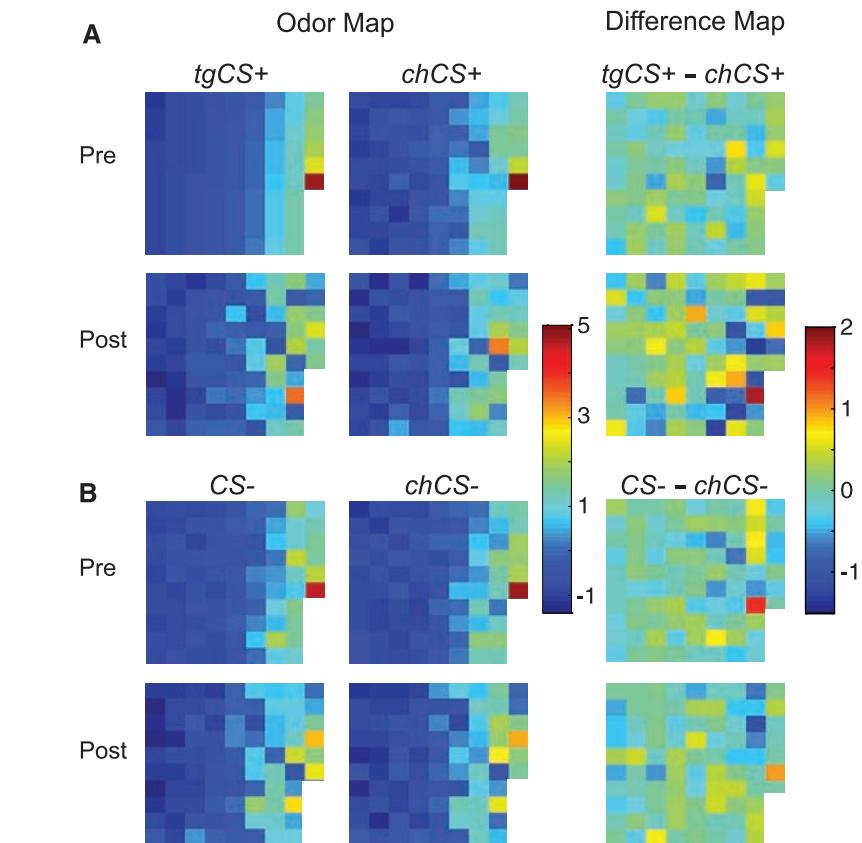 A
Odor Map
Difference Map
tgCS+
chCS+
tgCS+ - chCS+
Pre
Post
5
3
1
-1
2
1
0
-1
B
CS-
chCS-
CS- - chCS-
Pre
Post